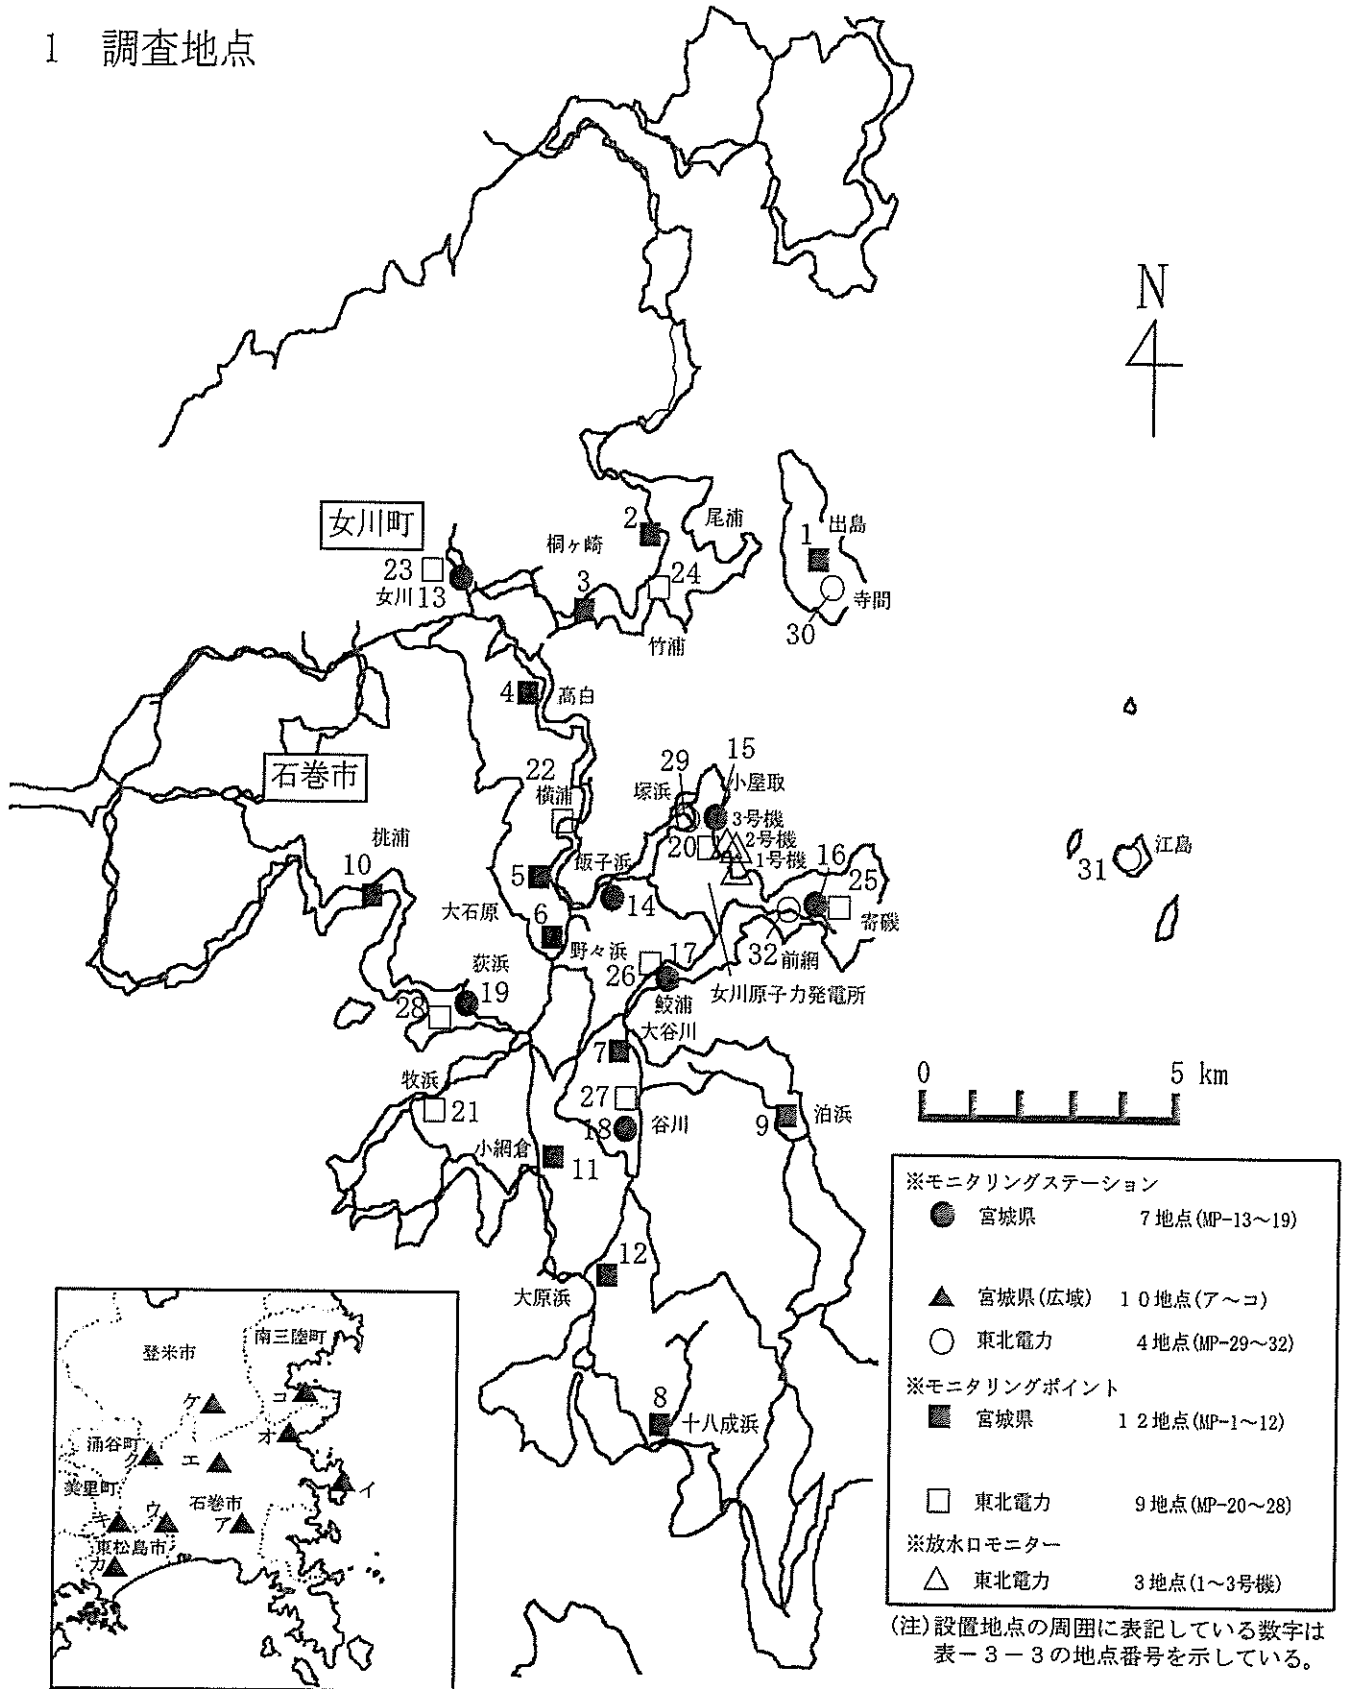 1 調査地点
N
女川町
23
女川 13
桐ヶ崎
3
2
尾浦
24
竹浦
1
出島
寺間
30
4
高白
石巻市
22
横浦
29
15
塚浜
小屋取
3号機
2号機
1号機
20
16
25
寄磯
31
江島
桃浦
10
5
飯子浜
14
大石原
6
野々浜
17
26
鮫浦
32
前網
女川原子力発電所
荻浜
19
28
大谷川
7
牧浜
21
27
谷川
18
9
泊浜
小網倉
11
12
大原浜
8
十八成浜
0 5 km
※モニタリングステーション
宮城県 7地点(MP-13～19)
宮城県(広域) 10地点(ア～コ)
東北電力 4地点(MP-29～32)
※モニタリングポイント
宮城県 12地点(MP-1～12)
東北電力 9地点(MP-20～28)
※放水口モニター
東北電力 3地点(1～3号機)
(注)設置地点の周囲に表記している数字は
表－3－3の地点番号を示している。
南三陸町
登米市
ケ
コ
オ
涌谷町
ク
エ
イ
美里町
石巻市
キ
ウ
ア
東松島市
カ